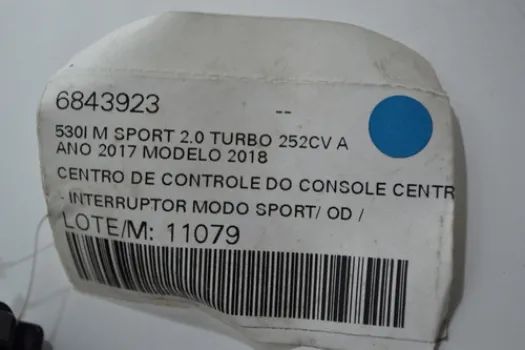 6843923 --
530I M SPORT 2.0 TURBO 252CV A
ANO 2017 MODELO 2018
CENTRO DE CONTROLE DO CONSOLE CENTR
- INTERRUPTOR MODO SPORT/ OD /
LOTE/M: 11079